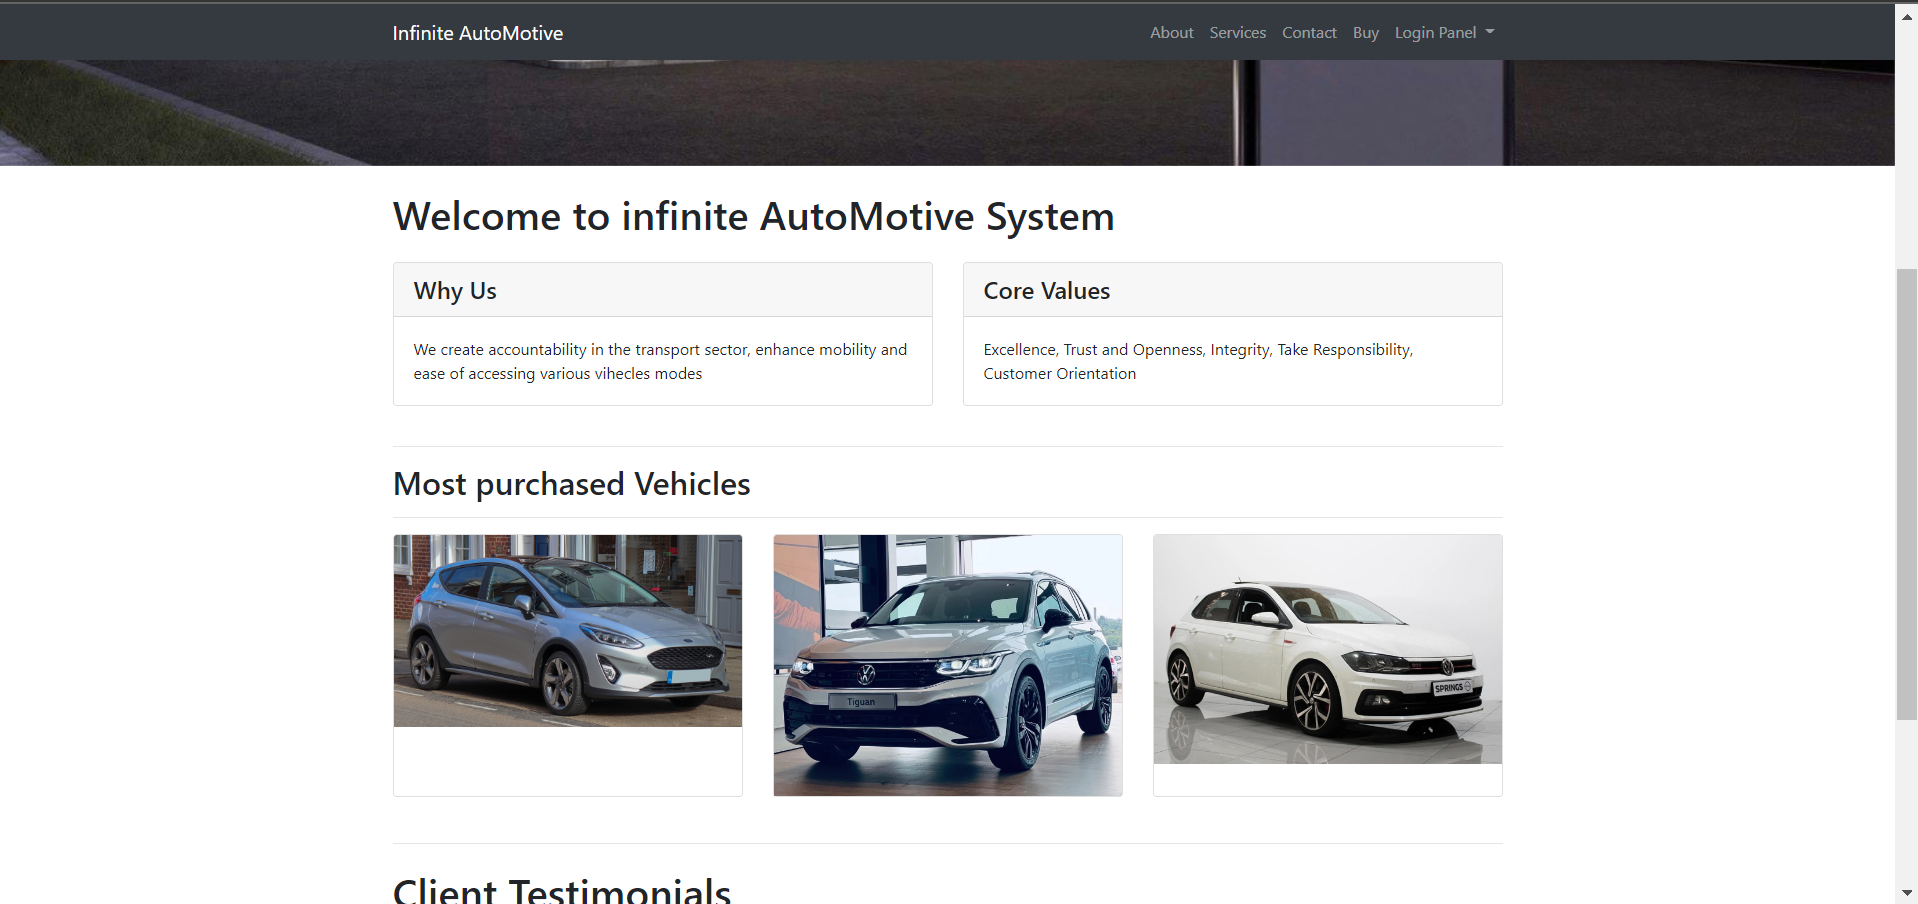 Infinite AutoMotive
About Services Contact Buy Login Panel
Welcome to infinite AutoMotive System
Why Us
We create accountability in the transport sector, enhance mobility and
ease of accessing various vihecles modes
Core Values
Excellence, Trust and Openness, Integrity, Take Responsibility,
Customer Orientation
Most purchased Vehicles
Tiguan
SPRINGS
Client Testimonials